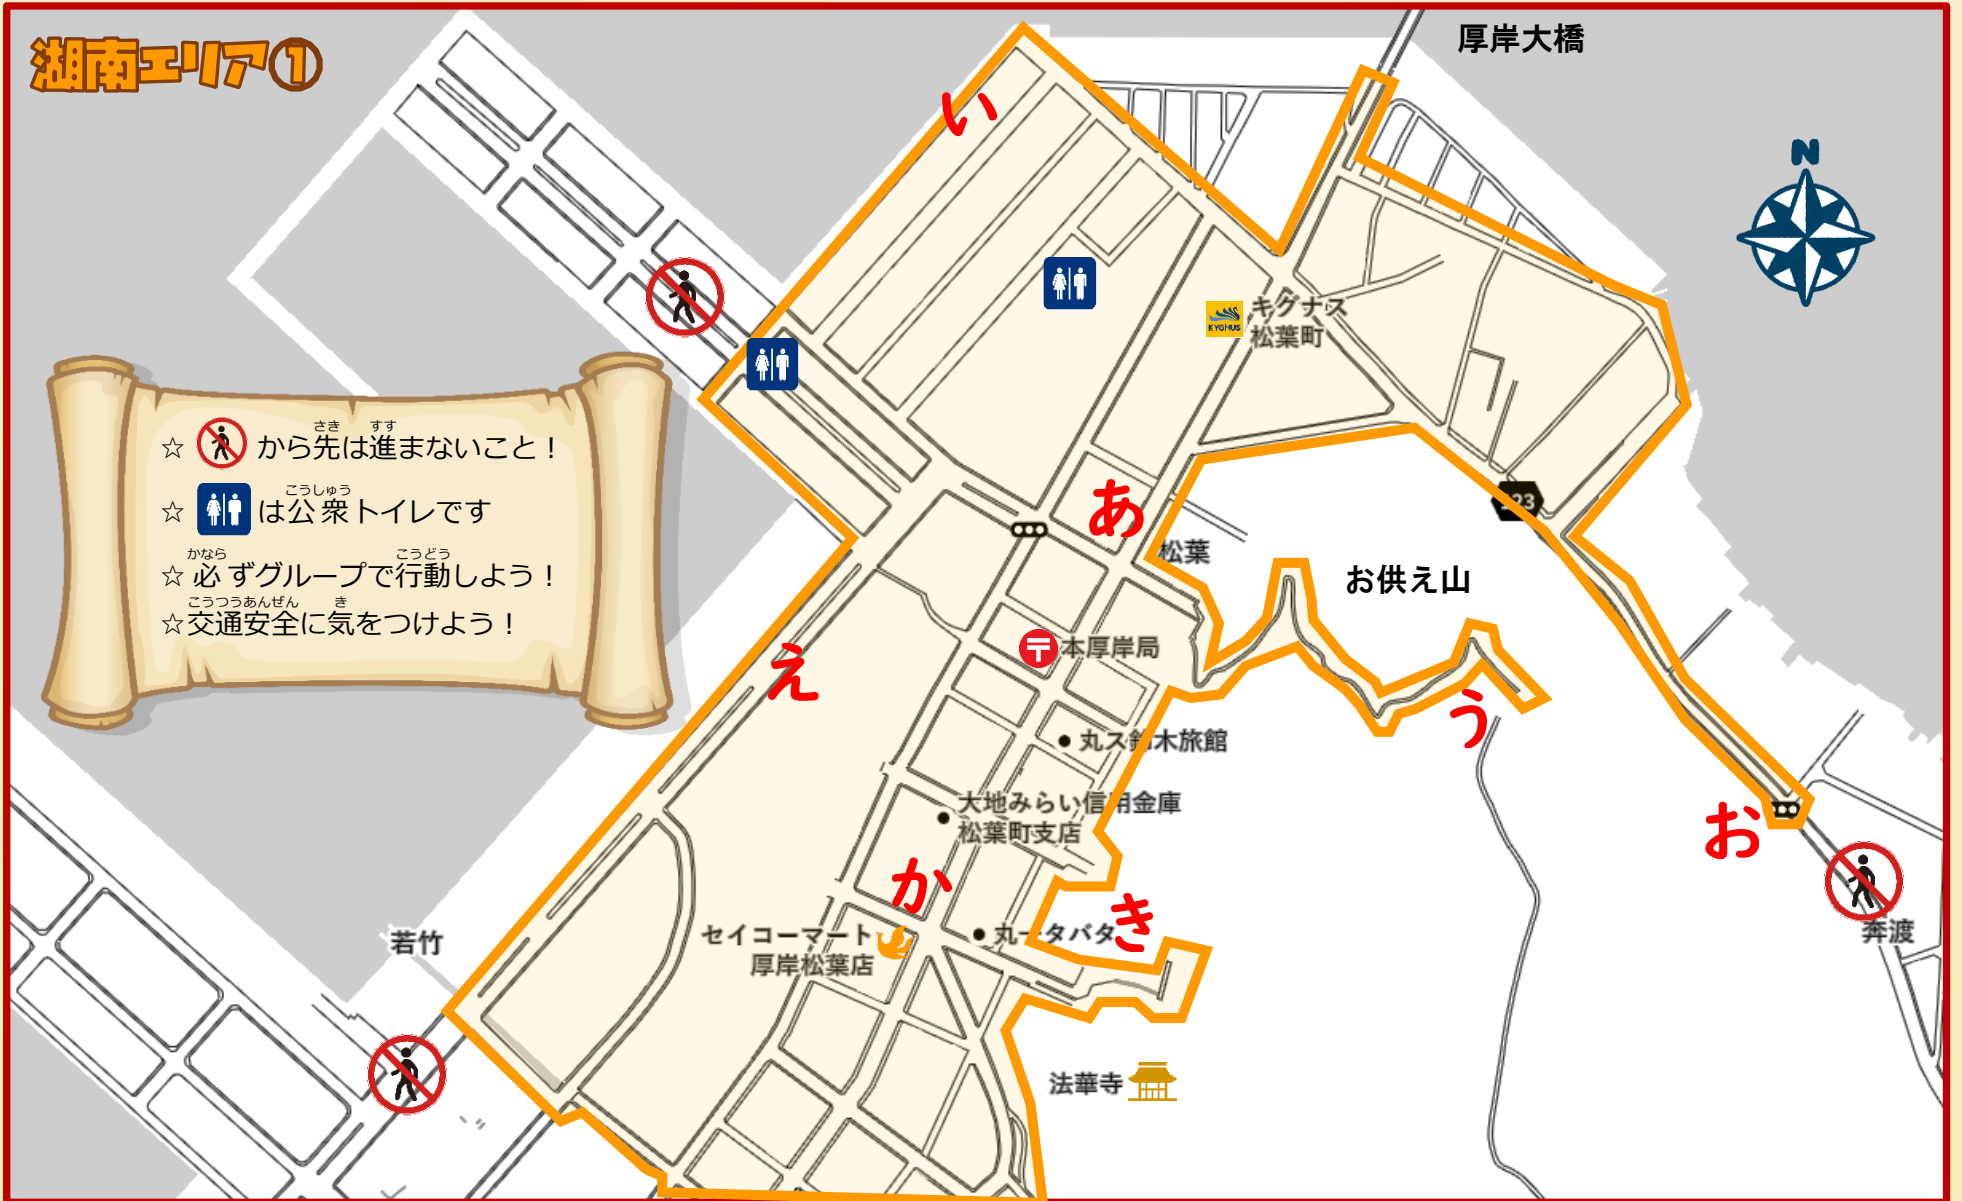 湖南エリア①
厚岸大橋
い
N
キグナス
松葉町
KYGNUS
さき すす
☆ から先は進まないこと！
こうしゅう
☆ は公衆トイレです
かなら こうどう
☆必ずグループで行動しよう！
こうつうあんぜん き
☆交通安全に気をつけよう！
あ
松葉
123
お供え山
本厚岸局
え
う
丸ス鈴木旅館
大地みらい信用金庫
松葉町支店
お
か
き
セイコーマート
厚岸松葉店
丸一タバタ
若竹
奔渡
法華寺